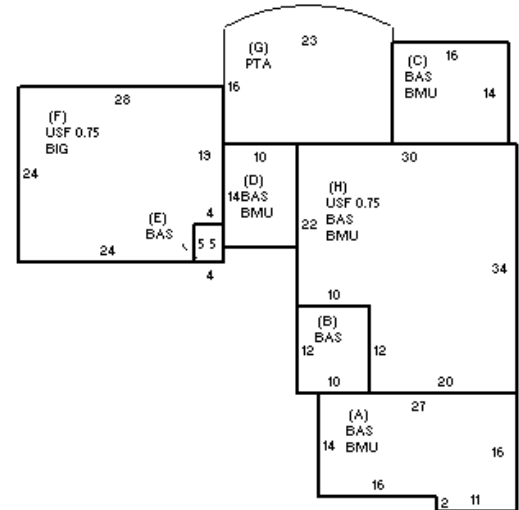 (G)
PTA
23
16
(C)
BAS
BMU
16
14
28
(F)
USF 0.75
BIG
24
19
24
(E)
BAS
4
5 5
4
10
(D)
14 BAS
BMU
30
(H)
USF 0.75
BAS
BMU
22
34
10
(B)
BAS
12
12
10
20
27
(A)
BAS
BMU
14
16
16
2
11